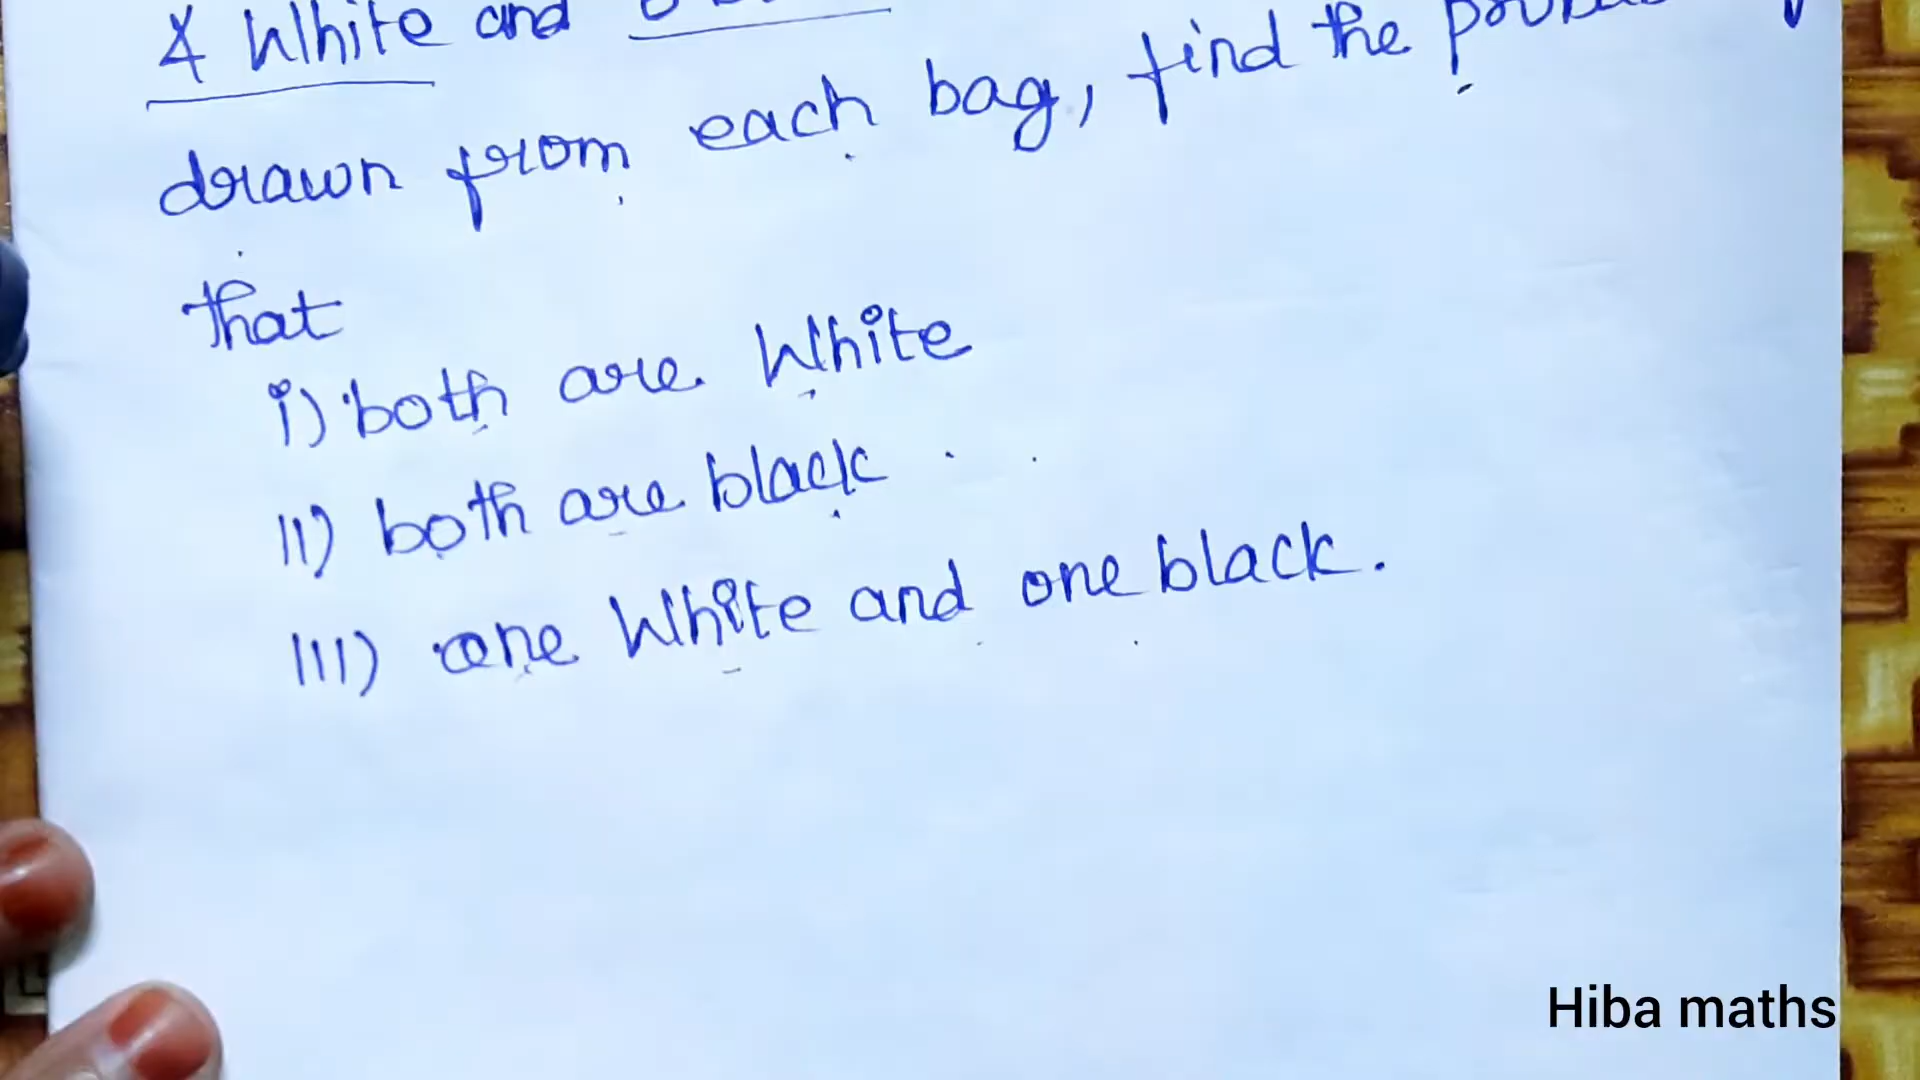 White and
drawn from each bag, find the
that
i) both are White
ii) both are black
iii) one White and one black.
Hiba maths